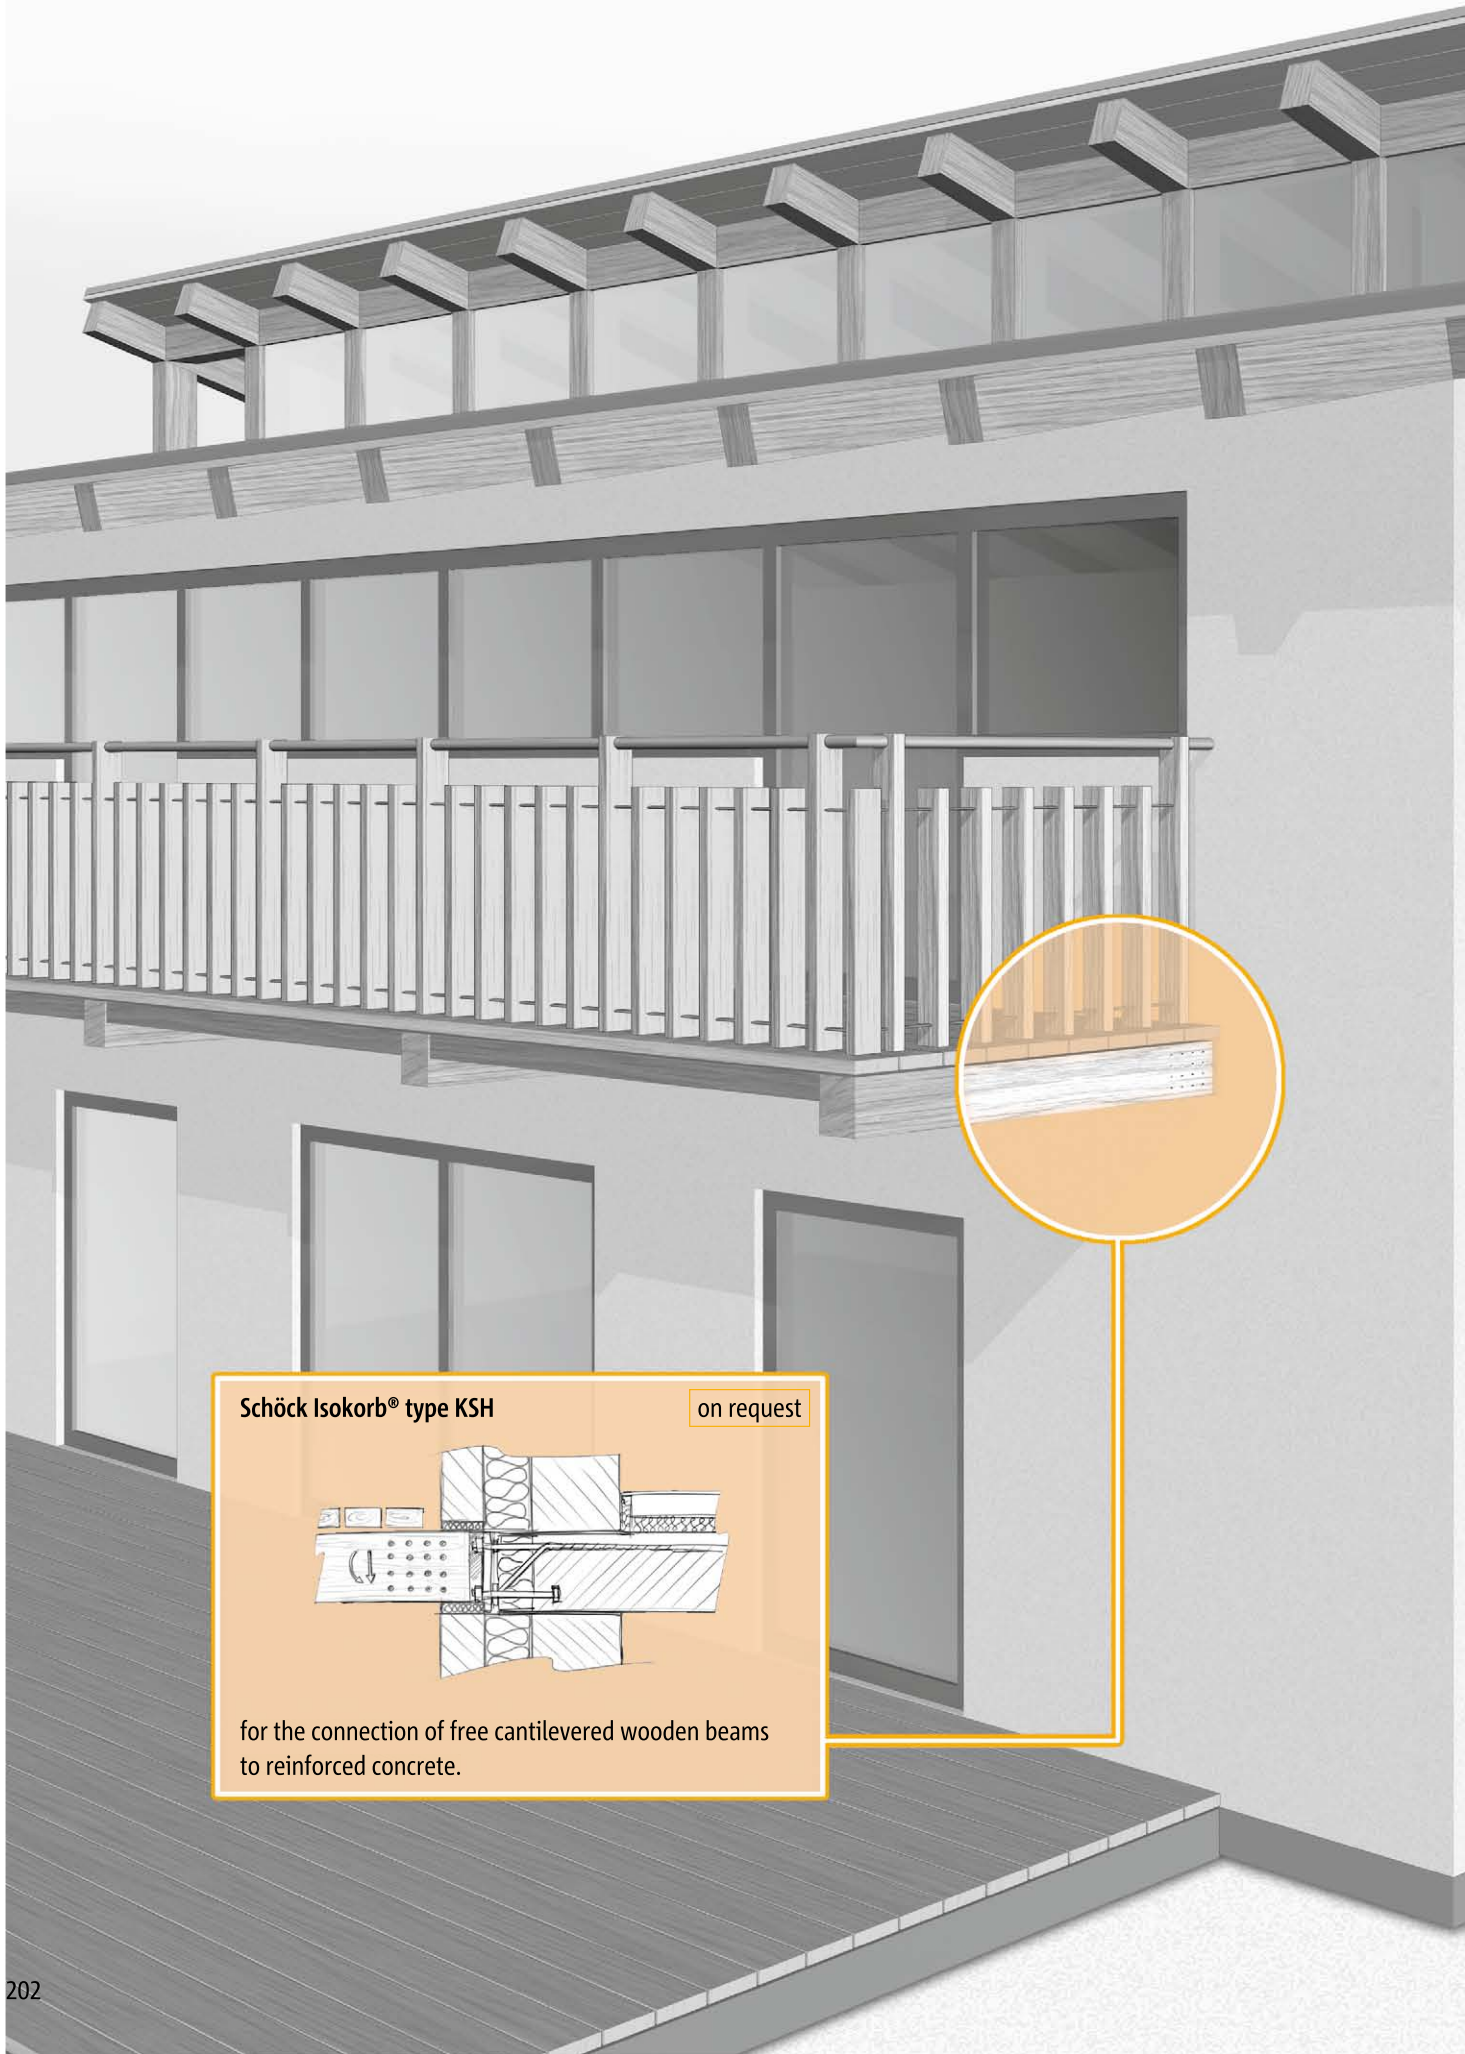 Schöck Isokorb® type KSH
on request
for the connection of free cantilevered wooden beams
to reinforced concrete.
202